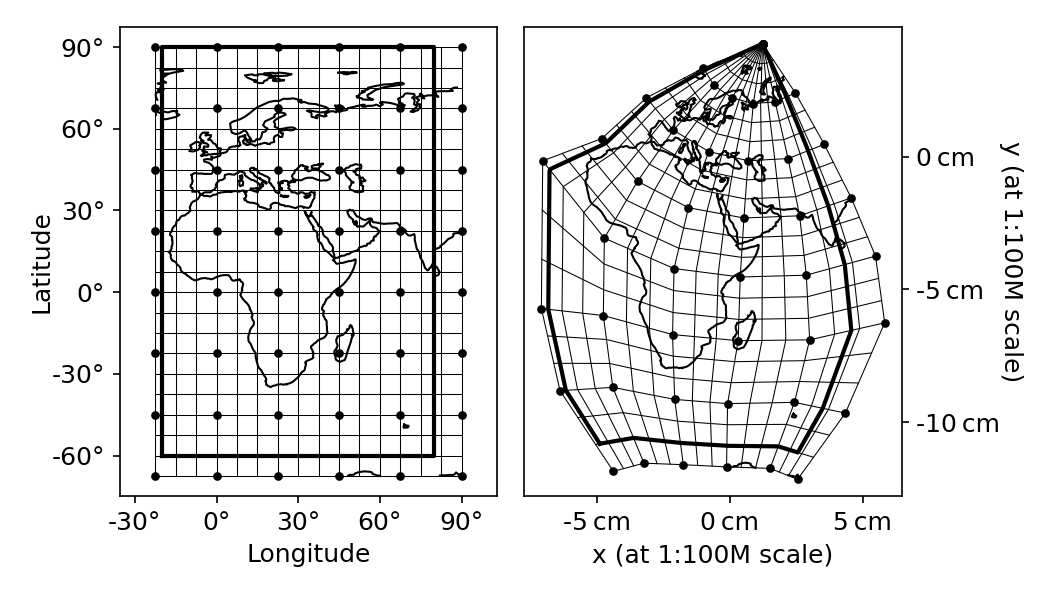 90°
60°
30°
0°
-30°
-60°
Latitude
-30°
0°
30°
60°
90°
Longitude
-5 cm
0 cm
5 cm
x (at 1:100M scale)
0 cm
-5 cm
-10 cm
y (at 1:100M scale)